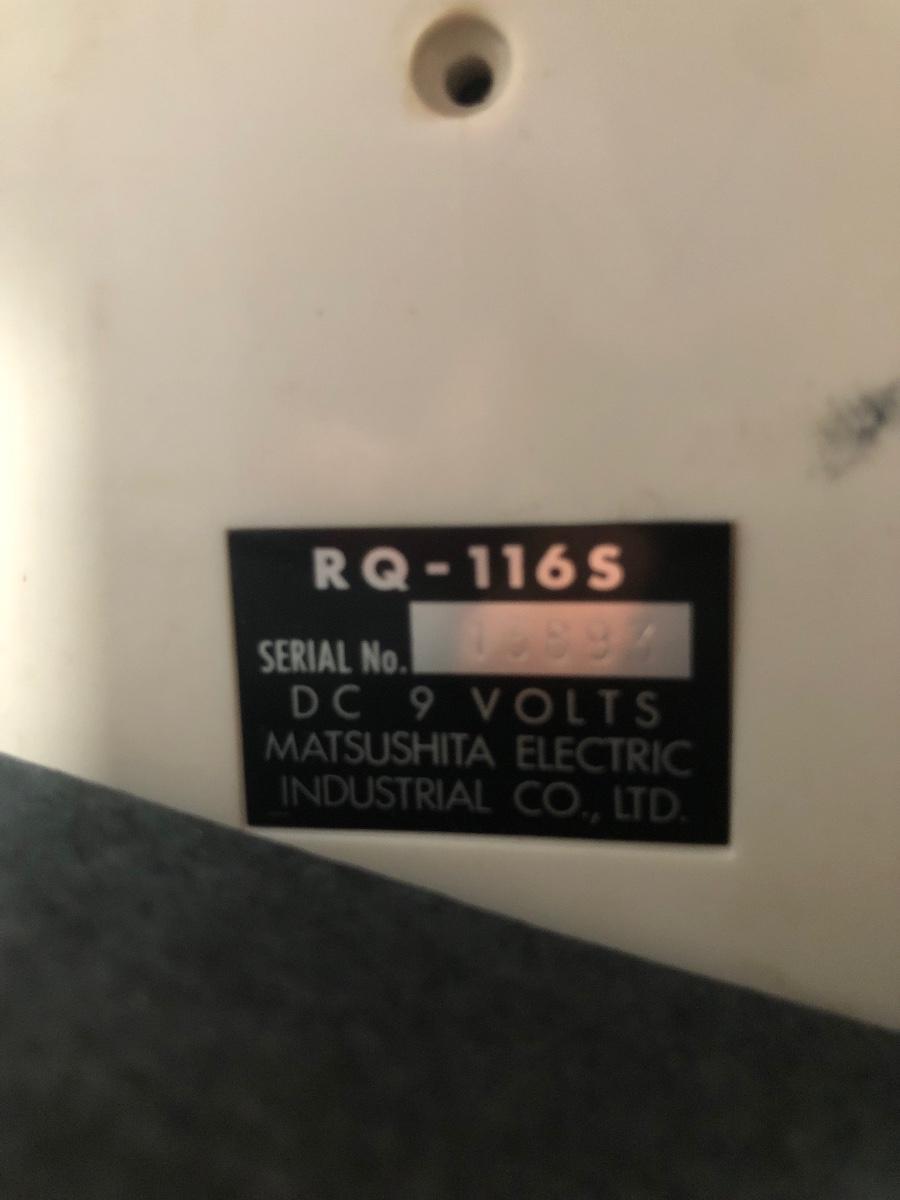 RQ-116S
SERIAL No.
DC 9 VOLTS
MATSUSHITA ELECTRIC
INDUSTRIAL CO., LTD.